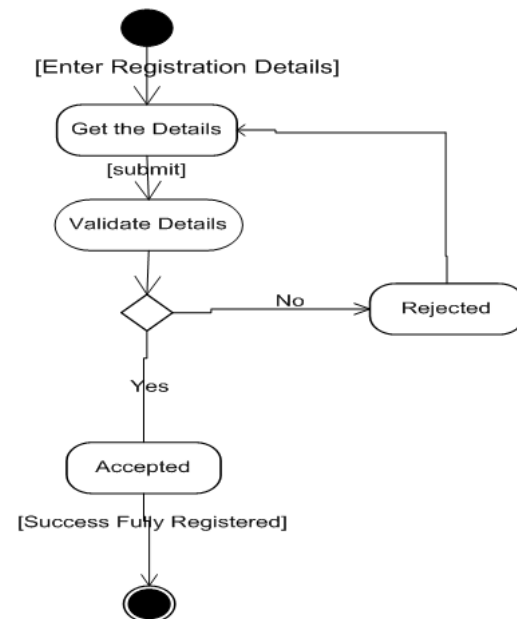 [Enter Registration Details]
Get the Details
[submit]
Validate Details
No
Rejected
Yes
Accepted
[Success Fully Registered]